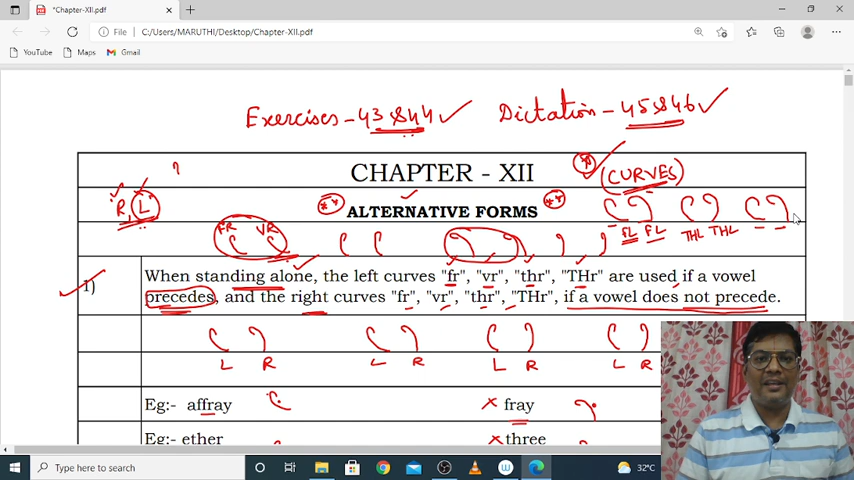 *Chapter-XII.pdf
File | C:/Users/MARUTHI/Desktop/Chapter-XII.pdf
YouTube Maps Gmail
Exercises - 43 & 44 ✓ Dictation - 45 & 46 ✓
CHAPTER - XII
(CURVES)
R, L
ALTERNATIVE FORMS
FL FL THL THL
FR VR
I) When standing alone, the left curves "fr", "vr", "thr", "THr" are used if a vowel
precedes, and the right curves "fr", "vr", "thr", "THr", if a vowel does not precede.
L R L R L R L R
Eg:- affray × fray
Eg:- ether × three
Type here to search
32°C